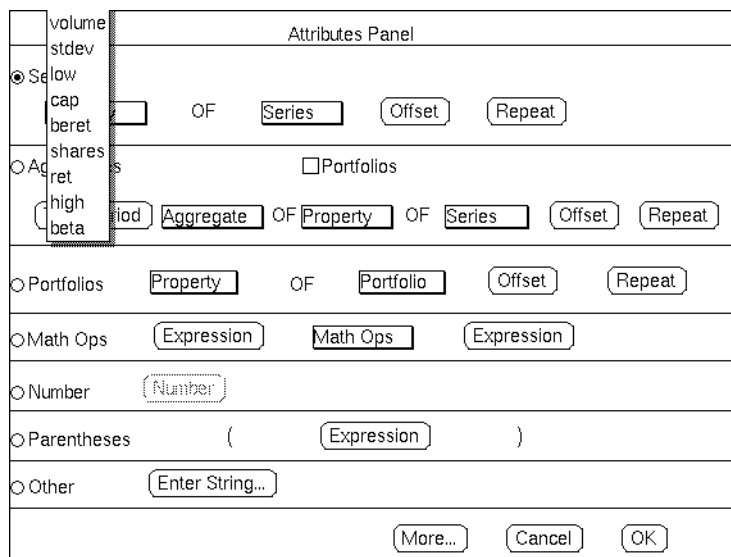 Attributes Panel
volume
stdev
low
cap
beret
shares
ret
high
beta
OF Series Offset Repeat
Portfolios
Aggregate OF Property OF Series Offset Repeat
Portfolios Property OF Portfolio Offset Repeat
Math Ops Expression Math Ops Expression
Number Number
Parentheses ( Expression )
Other Enter String...
More... Cancel OK